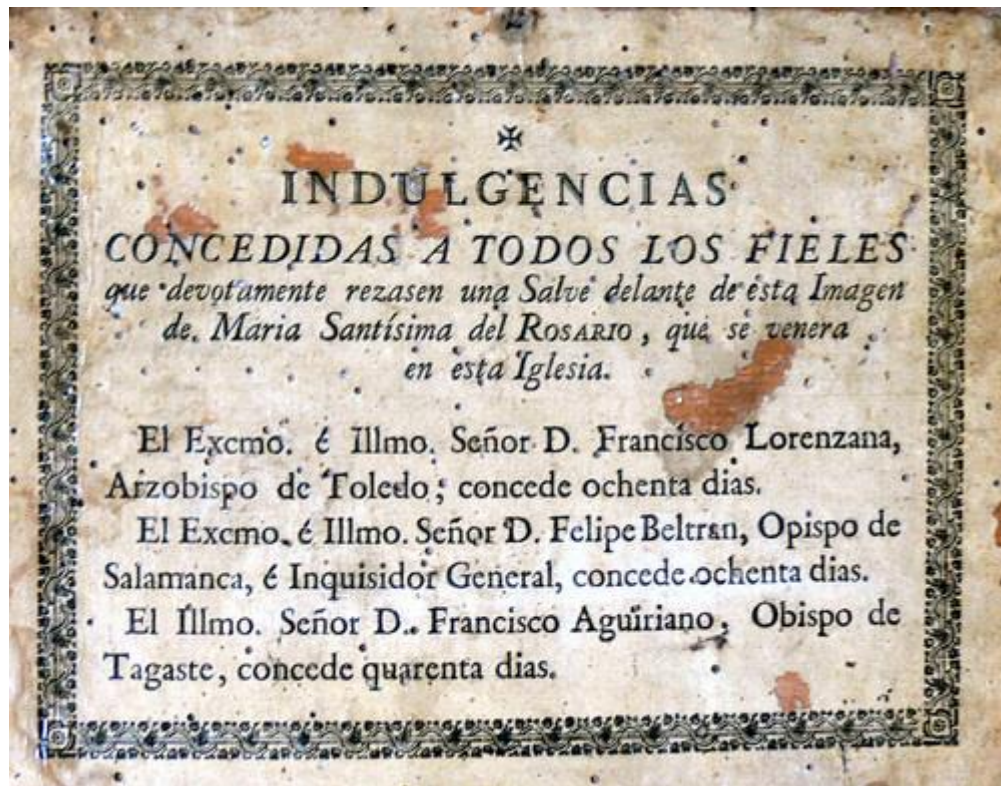 ✠
INDULGENCIAS
CONCEDIDAS A TODOS LOS FIELES
que devotamente rezasen una Salve delante de esta Imagen
de Maria Santísima del ROSARIO, que se venera
en esta Iglesia.
El Excmo. é Illmo. Señor D. Francisco Lorenzana,
Arzobispo de Toledo; concede ochenta dias.
El Excmo. é Illmo. Señor D. Felipe Beltran, Opispo de
Salamanca, é Inquisidor General, concede ochenta dias.
El Illmo. Señor D. Francisco Aguiriano, Obispo de
Tagaste, concede quarenta dias.